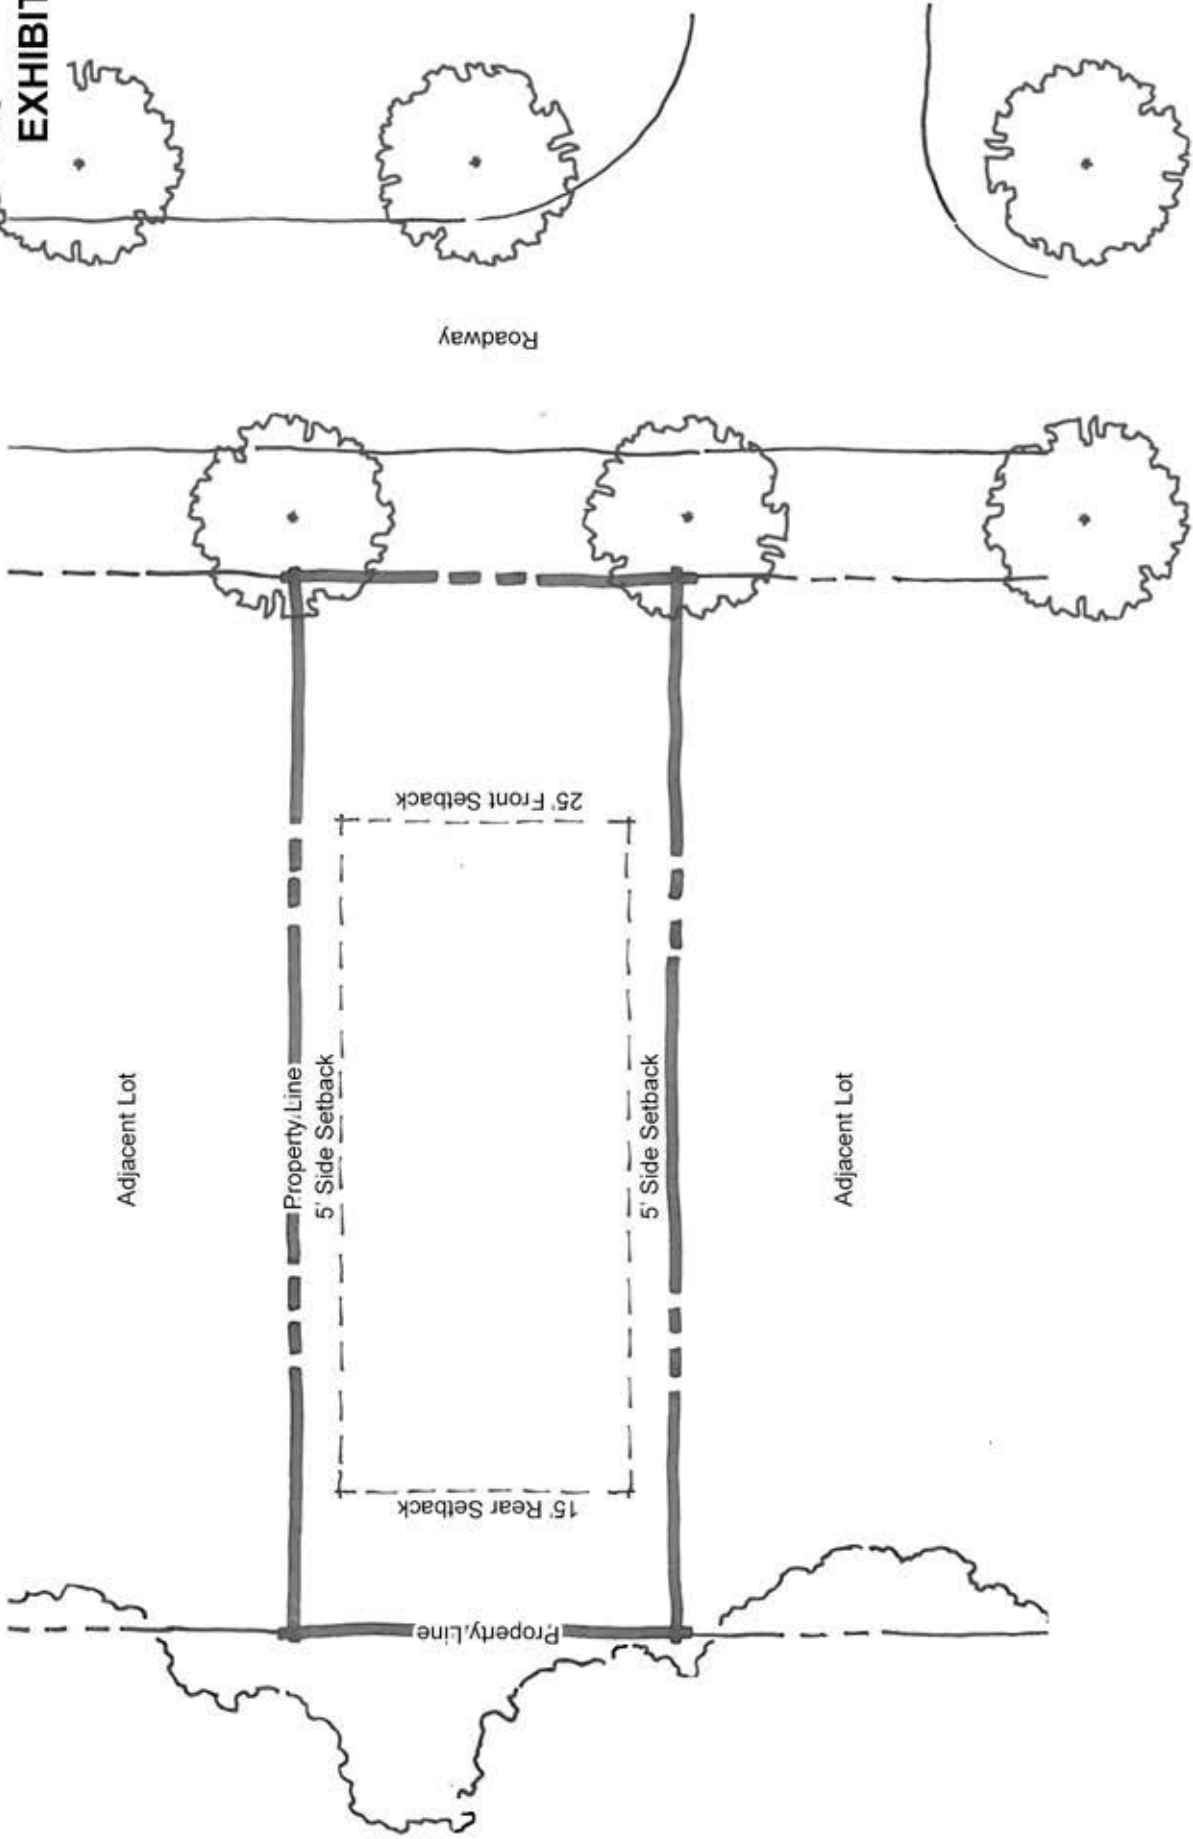 EXHIBIT
Roadway
25' Front Setback
Adjacent Lot
Property Line
5' Side Setback
5' Side Setback
Adjacent Lot
15' Rear Setback
Property Line